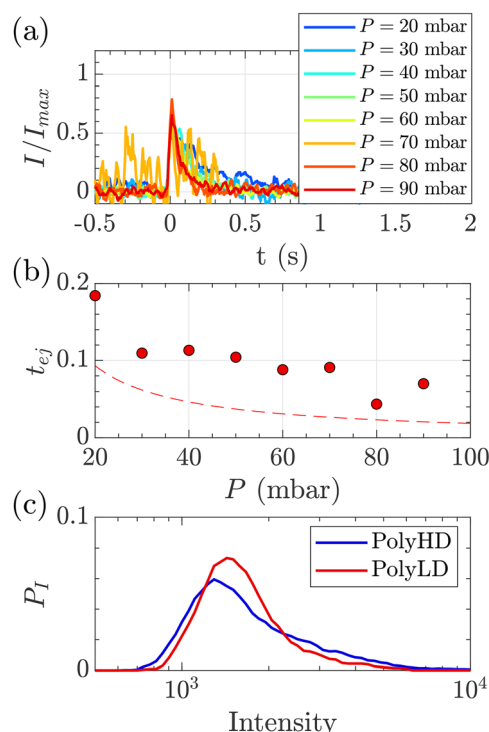 (a)
P = 20 mbar
P = 30 mbar
P = 40 mbar
P = 50 mbar
P = 60 mbar
P = 70 mbar
P = 80 mbar
P = 90 mbar
I/I_max
1
0.5
0
-0.5 0 0.5 1 1.5 2
t (s)
(b)
t_ej
0.2
0.1
0
20 40 60 80 100
P (mbar)
(c)
P_I
0.1
0
PolyHD
PolyLD
10^3 10^4
Intensity